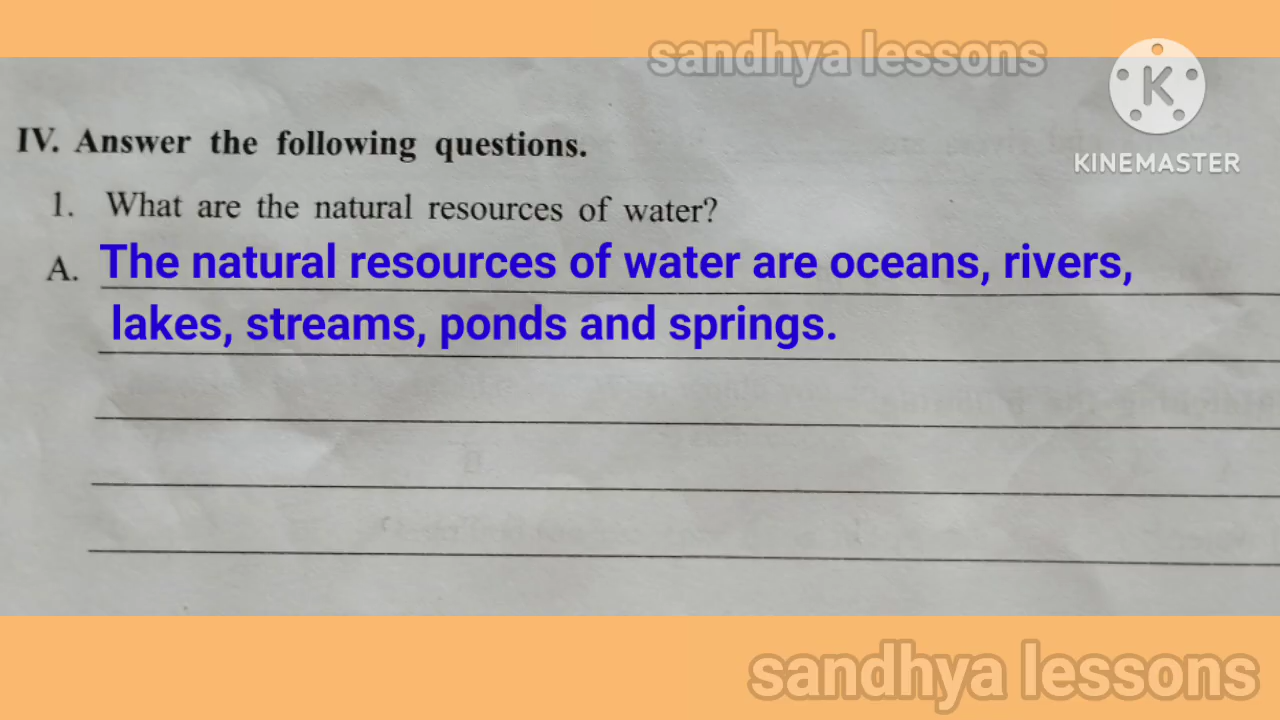 sandhya lessons
KINEMASTER
IV. Answer the following questions.
1. What are the natural resources of water?
A. The natural resources of water are oceans, rivers,
lakes, streams, ponds and springs.
sandhya lessons